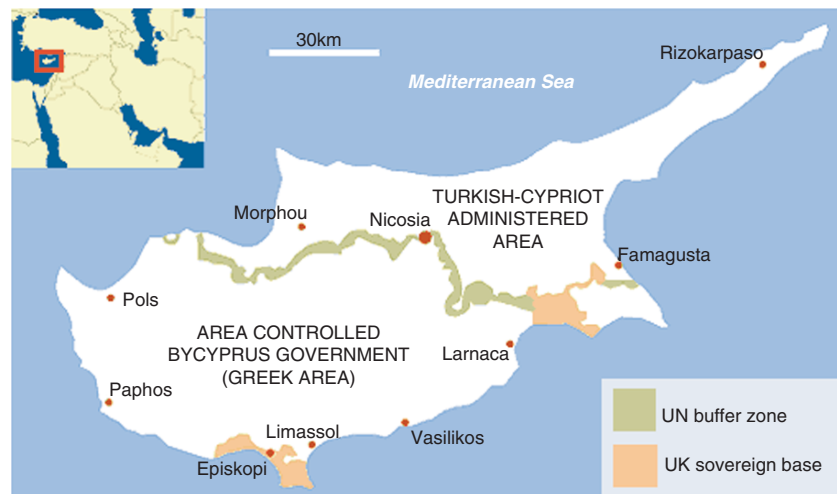 30km
Rizokarpaso
Mediterranean Sea
TURKISH-CYPRIOT
ADMINISTERED
AREA
Morphou
Nicosia
Famagusta
Pols
AREA CONTROLLED
BYCYPRUS GOVERNMENT
(GREEK AREA)
Larnaca
Paphos
Limassol
Vasilikos
Episkopi
UN buffer zone
UK sovereign base